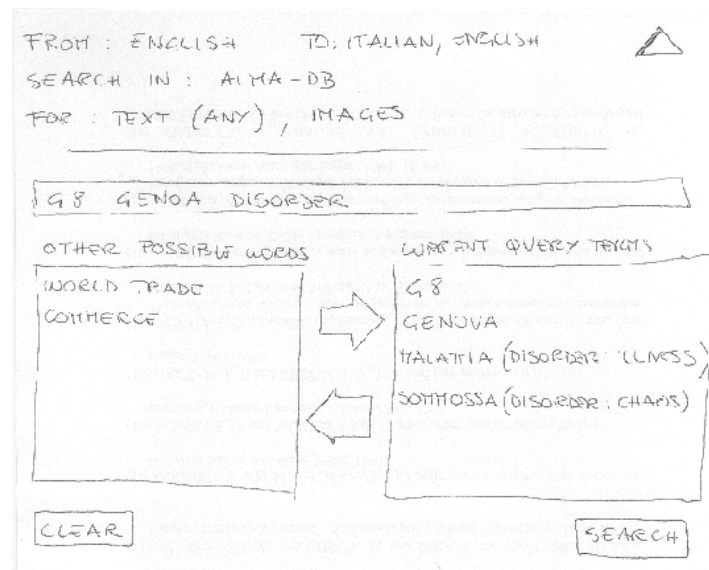 FROM : ENGLISH TO: ITALIAN, ENGLISH
SEARCH IN : ALMA-DB
FOR : TEXT (ANY) / IMAGES
G8 GENOA DISORDER
OTHER POSSIBLE WORDS
WORLD TRADE
COMMERCE
CURRENT QUERY TERMS
G8
GENOVA
MALATTIA (DISORDER: ILLNESS)
SOMMOSSA (DISORDER: CHAOS)
CLEAR
SEARCH